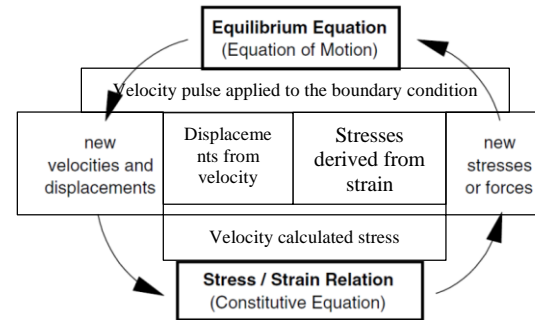 Equilibrium Equation
(Equation of Motion)
Velocity pulse applied to the boundary condition
new
velocities and
displacements
Displaceme
nts from
velocity
Stresses
derived from
strain
new
stresses
or forces
Velocity calculated stress
Stress / Strain Relation
(Constitutive Equation)